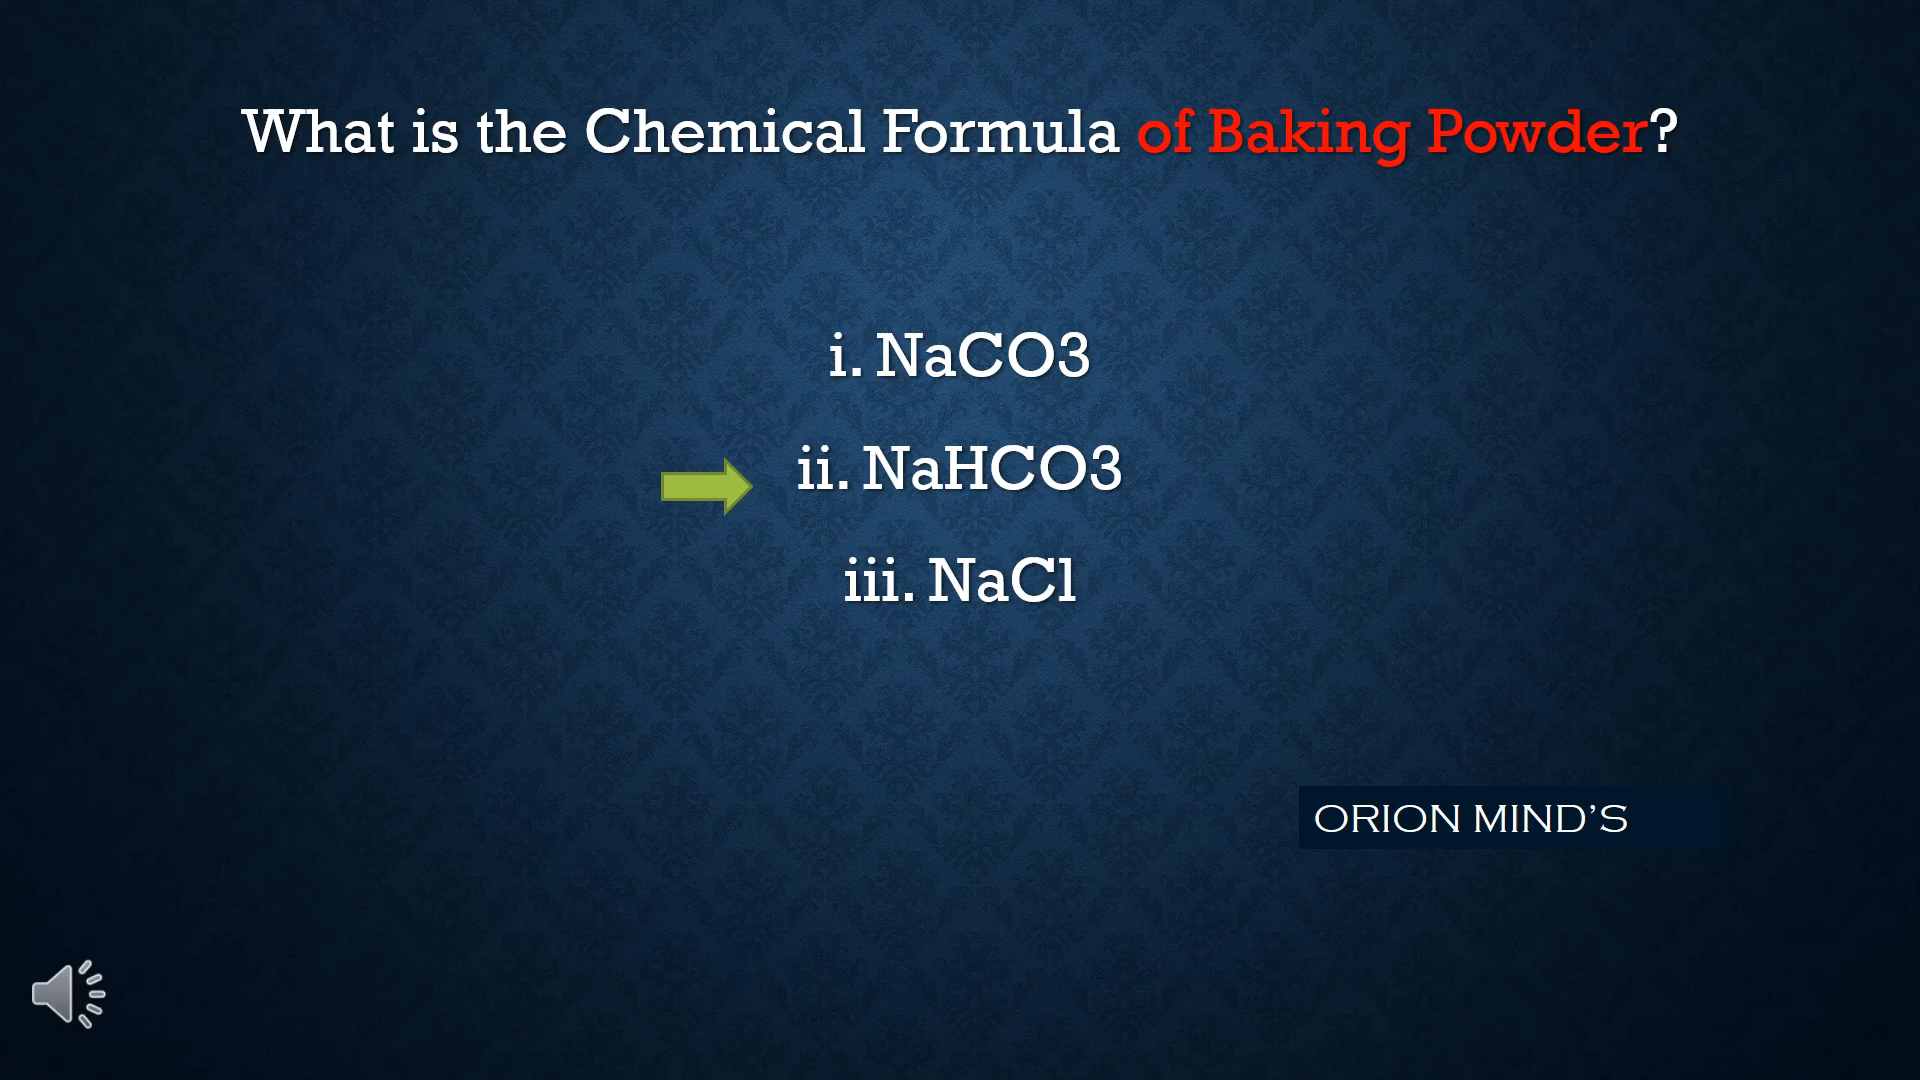 What is the Chemical Formula of Baking Powder?
i. NaCO3
ii. NaHCO3
iii. NaCl
ORION MIND’S